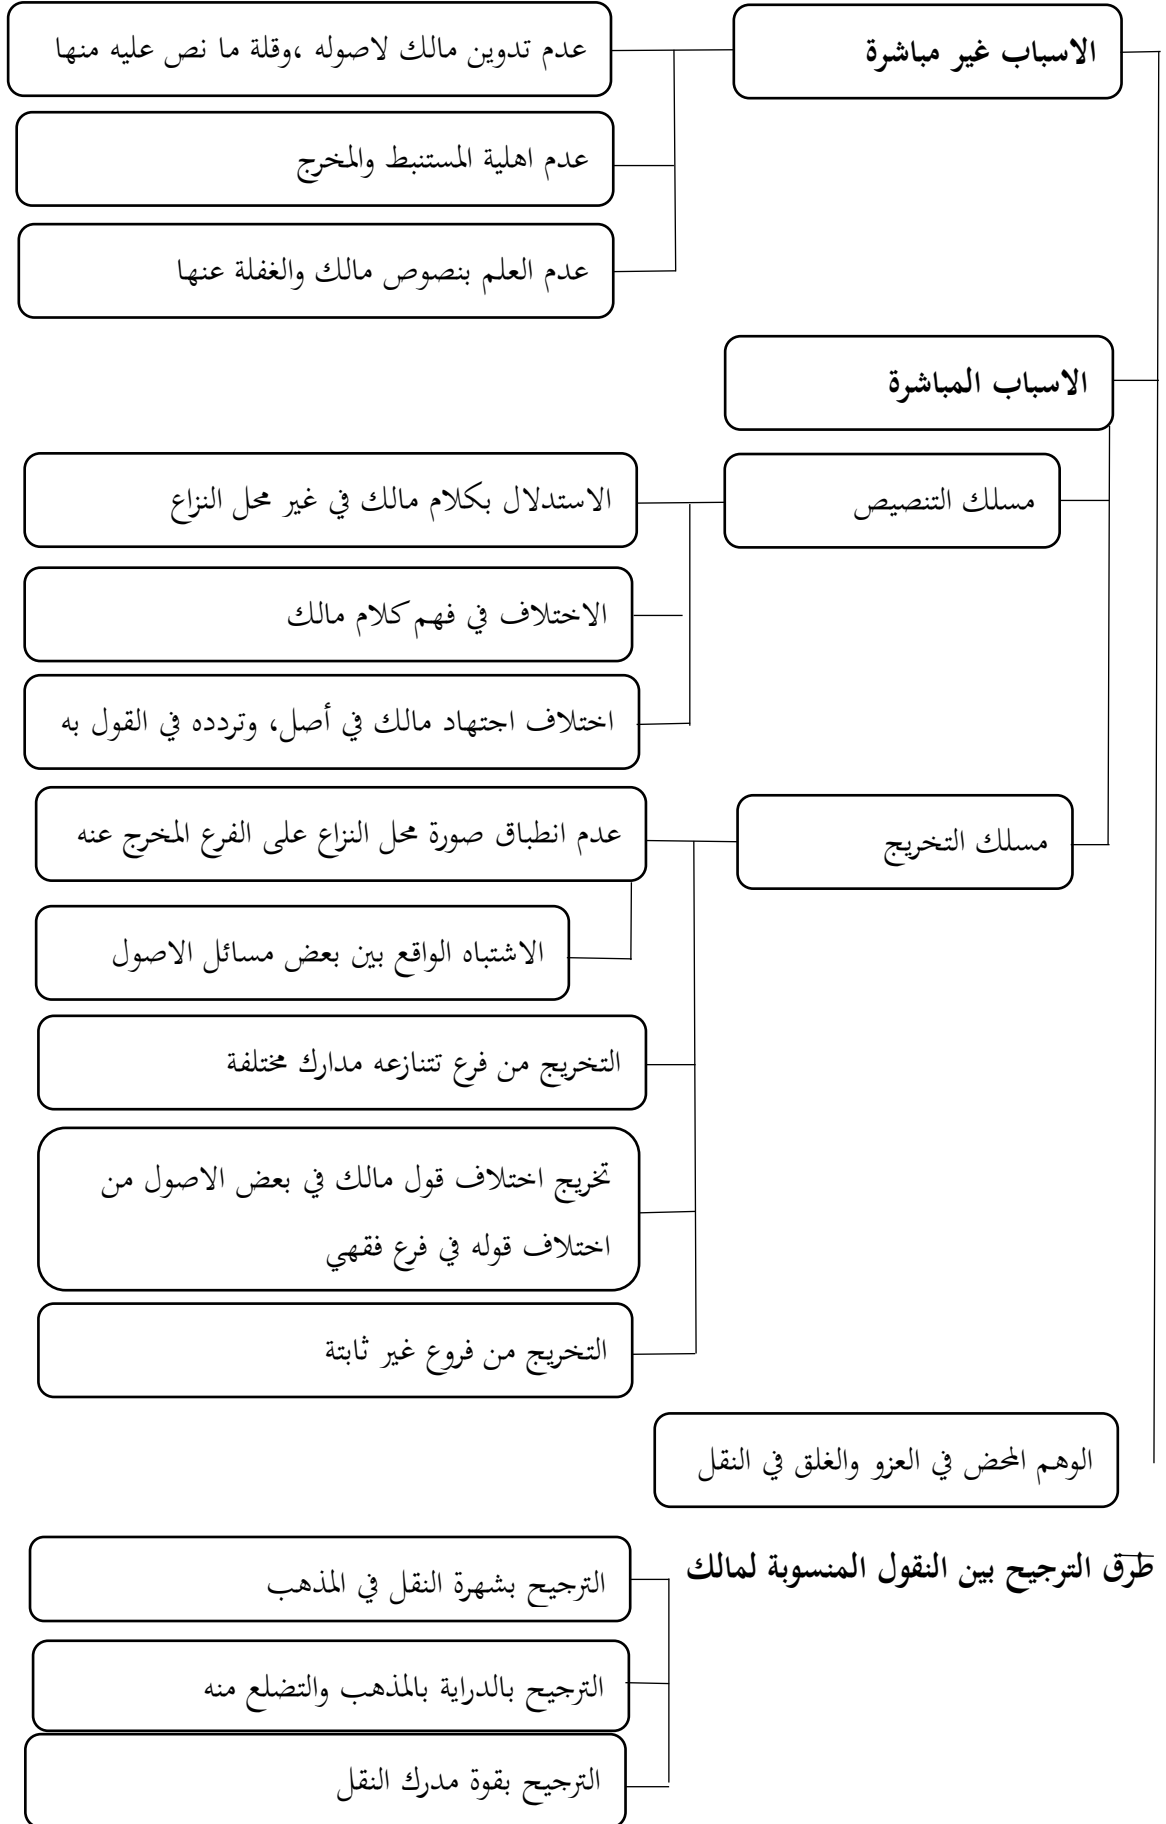 الاسباب غير مباشرة
عدم تدوين مالك لاصوله ،وقلة ما نص عليه منها
عدم اهلية المستنبط والمخرج
عدم العلم بنصوص مالك والغفلة عنها
الاسباب المباشرة
مسلك التنصيص
الاستدلال بكلام مالك في غير محل النزاع
الاختلاف في فهم كلام مالك
اختلاف اجتهاد مالك في أصل، وتردده في القول به
مسلك التخريج
عدم انطباق صورة محل النزاع على الفرع المخرج عنه
الاشتباه الواقع بين بعض مسائل الاصول
التخريج من فرع تتنازعه مدارك مختلفة
تخريج اختلاف قول مالك في بعض الاصول من
اختلاف قوله في فرع فقهي
التخريج من فروع غير ثابتة
الوهم المحض في العزو والغلق في النقل
طرق الترجيح بين النقول المنسوبة لمالك
الترجيح بشهرة النقل في المذهب
الترجيح بالدراية بالمذهب والتضلع منه
الترجيح بقوة مدرك النقل